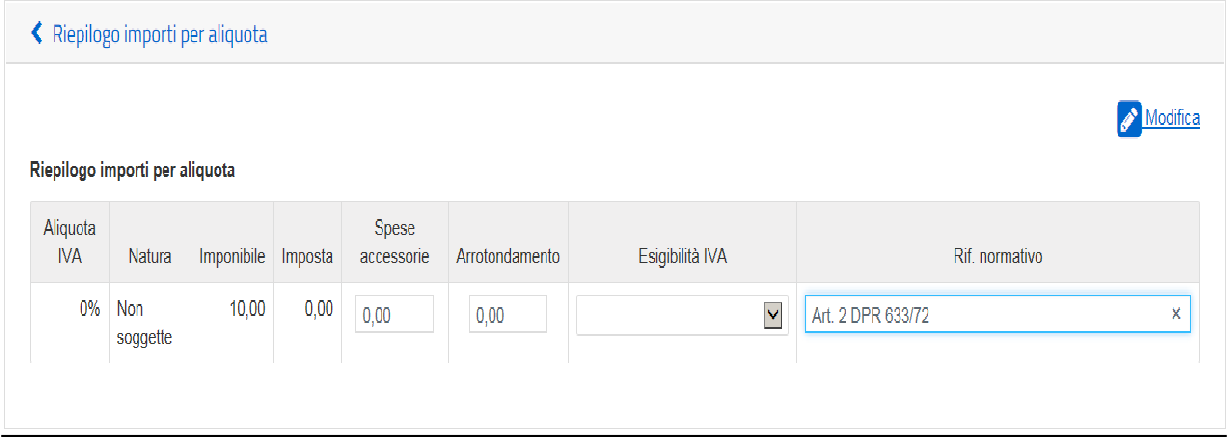 Riepilogo importi per aliquota
Modifica
Riepilogo importi per aliquota
Aliquota IVA Natura Imponibile Imposta Spese accessorie Arrotondamento Esigibilità IVA Rif. normativo
0% Non soggette 10,00 0,00 0,00 0,00 Art. 2 DPR 633/72 ×